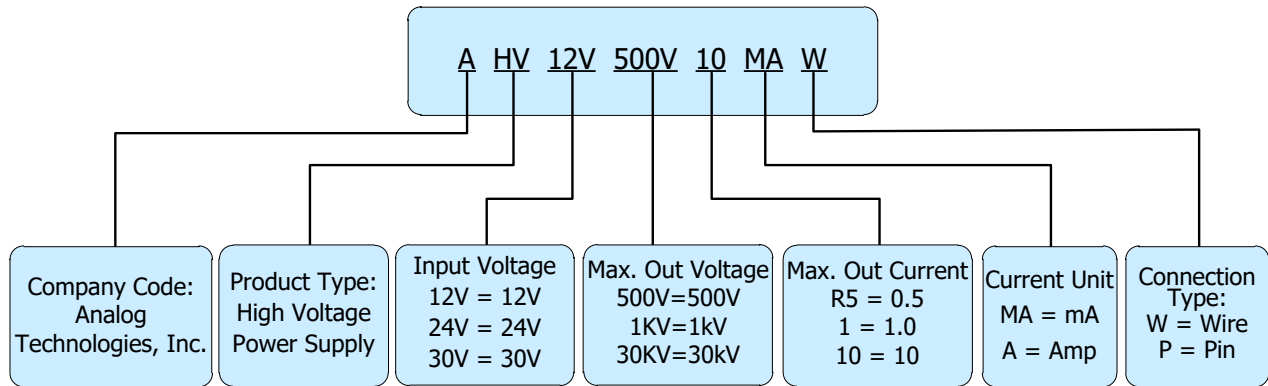 A HV 12V 500V 10 MA W
Company Code:
Analog
Technologies, Inc.
Product Type:
High Voltage
Power Supply
Input Voltage
12V = 12V
24V = 24V
30V = 30V
Max. Out Voltage
500V=500V
1KV=1kV
30KV=30kV
Max. Out Current
R5 = 0.5
1 = 1.0
10 = 10
Current Unit
MA = mA
A = Amp
Connection
Type:
W = Wire
P = Pin